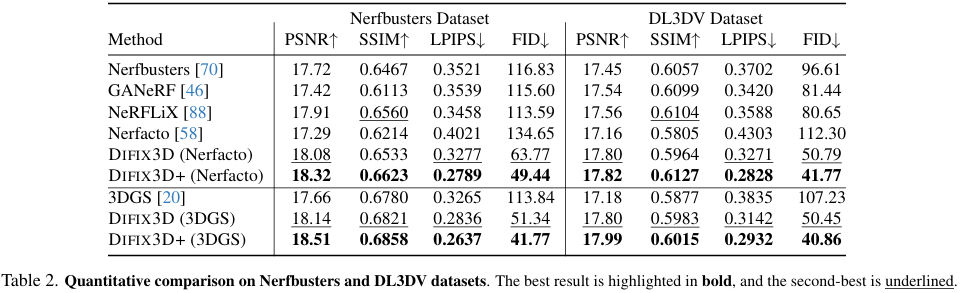 Nerfbusters Dataset DL3DV Dataset
Method PSNR↑ SSIM↑ LPIPS↓ FID↓ PSNR↑ SSIM↑ LPIPS↓ FID↓
Nerfbusters [70] 17.72 0.6467 0.3521 116.83 17.45 0.6057 0.3702 96.61
GANeRF [46] 17.42 0.6113 0.3539 115.60 17.54 0.6099 0.3420 81.44
NeRFLiX [88] 17.91 0.6560 0.3458 113.59 17.56 0.6104 0.3588 80.65
Nerfacto [58] 17.29 0.6214 0.4021 134.65 17.16 0.5805 0.4303 112.30
DIFIX3D (Nerfacto) 18.08 0.6533 0.3277 63.77 17.80 0.5964 0.3271 50.79
DIFIX3D+ (Nerfacto) 18.32 0.6623 0.2789 49.44 17.82 0.6127 0.2828 41.77
3DGS [20] 17.66 0.6780 0.3265 113.84 17.18 0.5877 0.3835 107.23
DIFIX3D (3DGS) 18.14 0.6821 0.2836 51.34 17.80 0.5983 0.3142 50.45
DIFIX3D+ (3DGS) 18.51 0.6858 0.2637 41.77 17.99 0.6015 0.2932 40.86
Table 2. Quantitative comparison on Nerfbusters and DL3DV datasets. The best result is highlighted in bold, and the second-best is underlined.